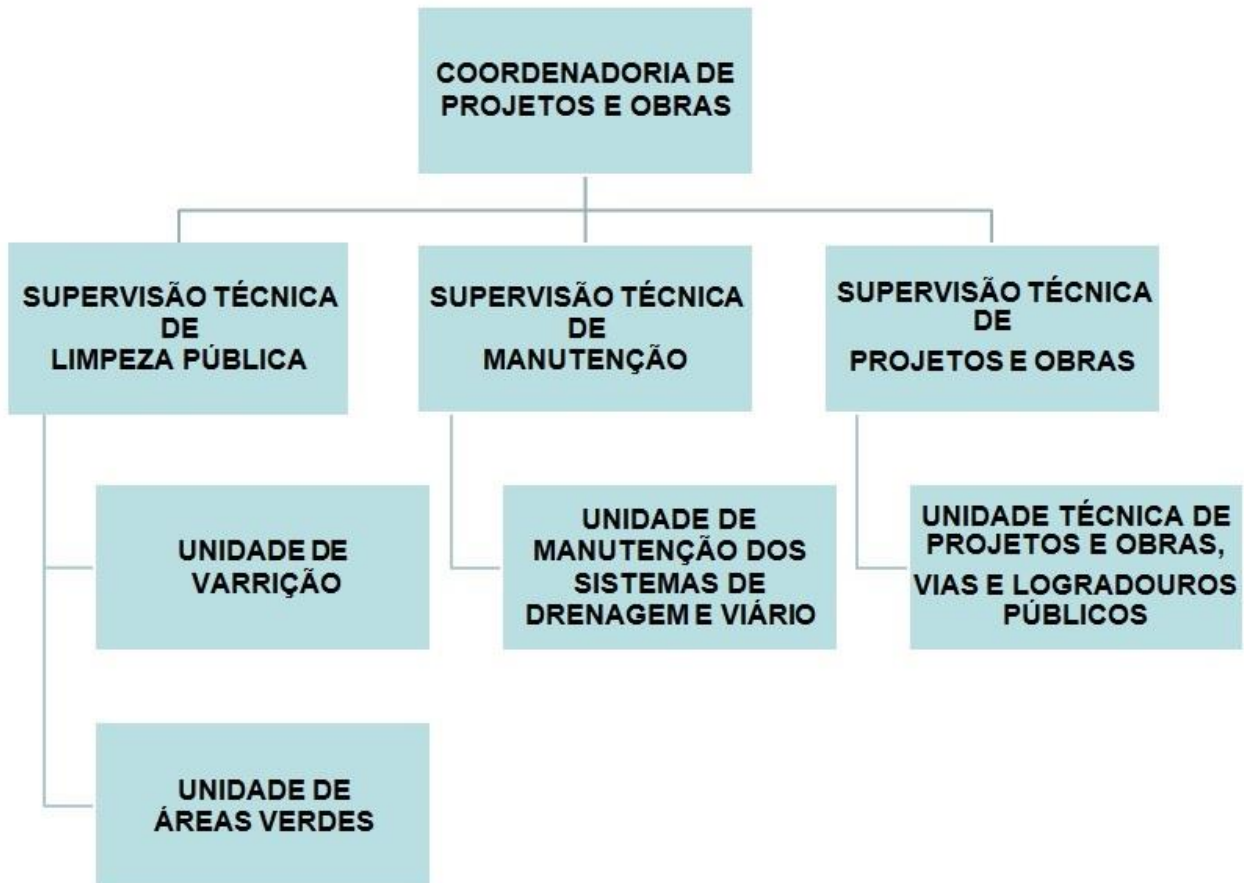 COORDENADORIA DE
PROJETOS E OBRAS
SUPERVISÃO TÉCNICA
DE
LIMPEZA PÚBLICA
SUPERVISÃO TÉCNICA
DE
MANUTENÇÃO
SUPERVISÃO TÉCNICA
DE
PROJETOS E OBRAS
UNIDADE DE
VARRIÇÃO
UNIDADE DE
MANUTENÇÃO DOS
SISTEMAS DE
DRENAGEM E VIÁRIO
UNIDADE TÉCNICA DE
PROJETOS E OBRAS,
VIAS E LOGRADOUROS
PÚBLICOS
UNIDADE DE
ÁREAS VERDES